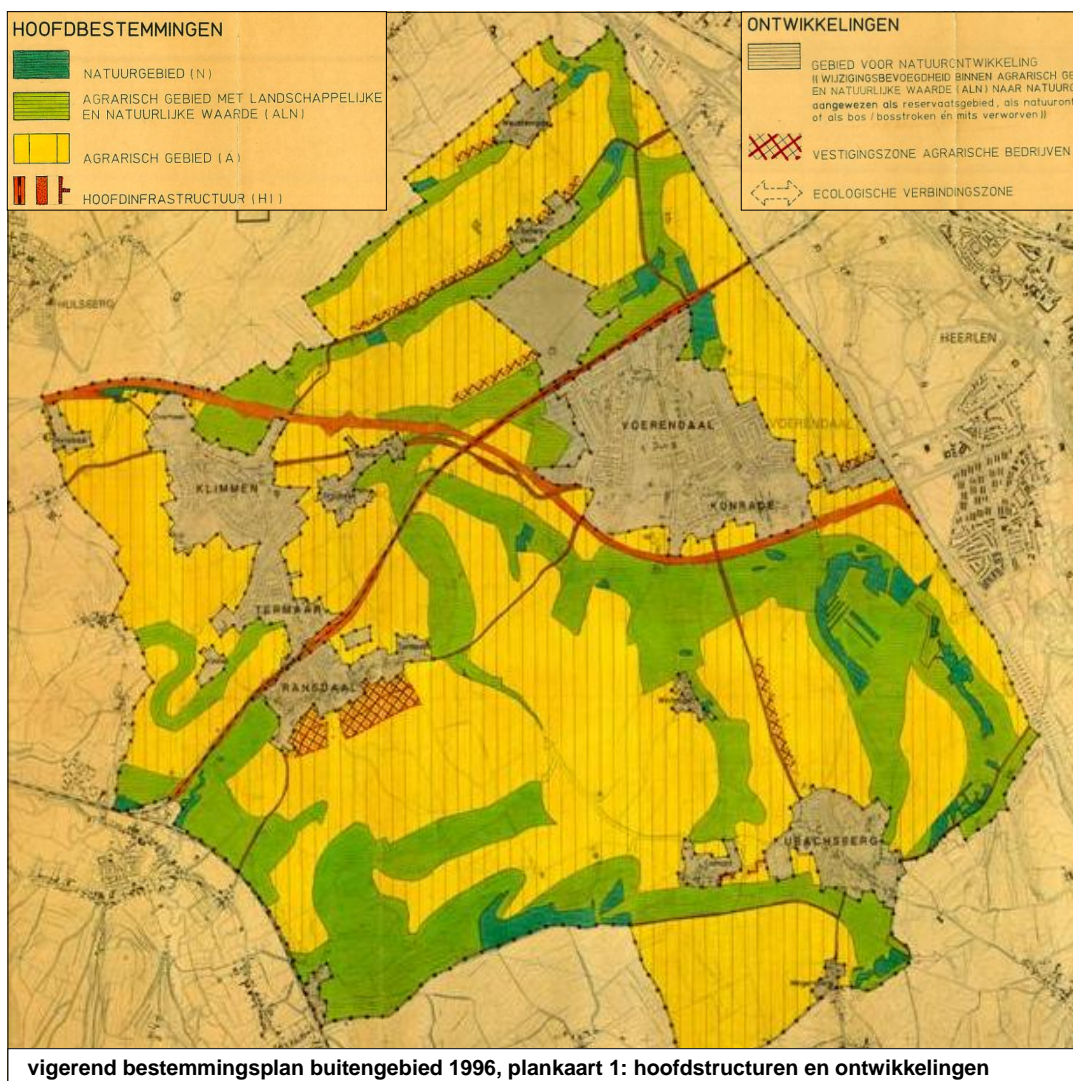 HOOFDBESTEMMINGEN
NATUURGEBIED (N)
AGRARISCH GEBIED MET LANDSCHAPPELIJKE
EN NATUURLIJKE WAARDE (ALN)
AGRARISCH GEBIED (A)
HOOFDINFRASTRUCTUUR (HI)
ONTWIKKELINGEN
GEBIED VOOR NATUURONTWIKKELING
(( WIJZIGINGSBEVOEGDHEID BINNEN AGRARISCH GE
EN NATUURLIJKE WAARDE (ALN) NAAR NATUURG
aangewezen als reservaatsgebied, als natuuront
of als bos / bosstroken en mits verworven ))
VESTIGINGSZONE AGRARISCHE BEDRIJVEN
ECOLOGISCHE VERBINDINGSZONE
HULSBERG
HEERLEN
VOERENDAAL
VOERENDAAL
KLIMMEN
KUNRADE
TERMAAR
RANSDAAL
UBACHSBERG
vigerend bestemmingsplan buitengebied 1996, plankaart 1: hoofdstructuren en ontwikkelingen